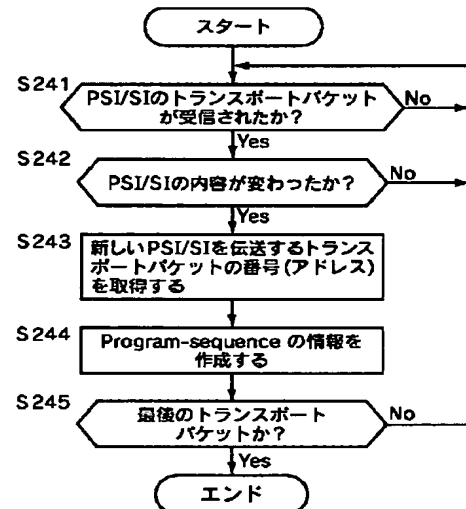 スタート
S241
PSI/SIのトランスポートパケット
が受信されたか?
No
Yes
S242
PSI/SIの内容が変わったか?
No
Yes
S243
新しいPSI/SIを伝送するトランス
ポートパケットの番号(アドレス)
を取得する
S244
Program-sequence の情報を
作成する
S245
最後のトランスポート
パケットか?
No
Yes
エンド